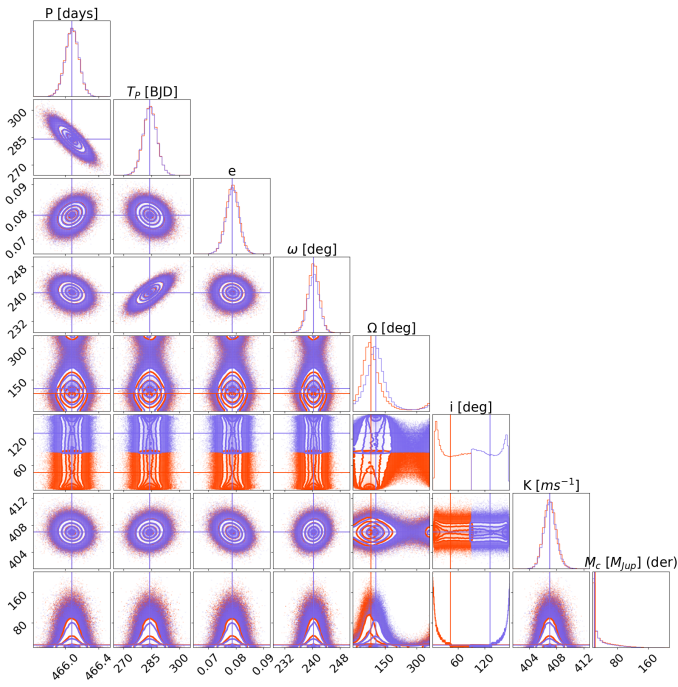 P [days]
T_P [BJD]
300
285
270
e
0.09
0.08
0.07
ω [deg]
248
240
232
Ω [deg]
300
150
i [deg]
120
60
K [ms⁻¹]
412
408
404
M_c [M_Jup] (der)
160
80
466.0 466.4 270 285 300 0.07 0.08 0.09 232 240 248 150 300 60 120 404 408 412 80 160